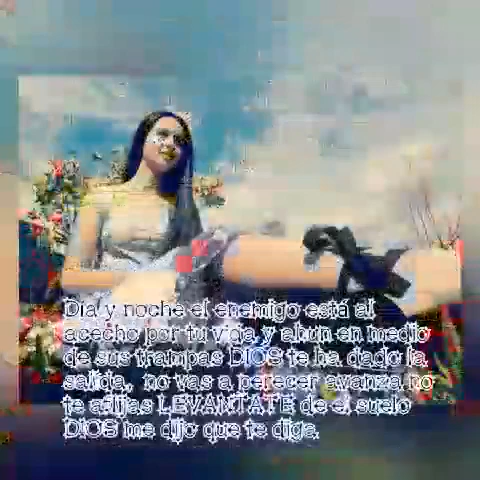 Dia y noche el enemigo está al
acecho por tu vida y ahun en medio
de sus trampas DIOS te ha dado la
salida, no vas a perecer avanza no
te aflijas LEVANTATE de el suelo
DIOS me dijo que te diga.